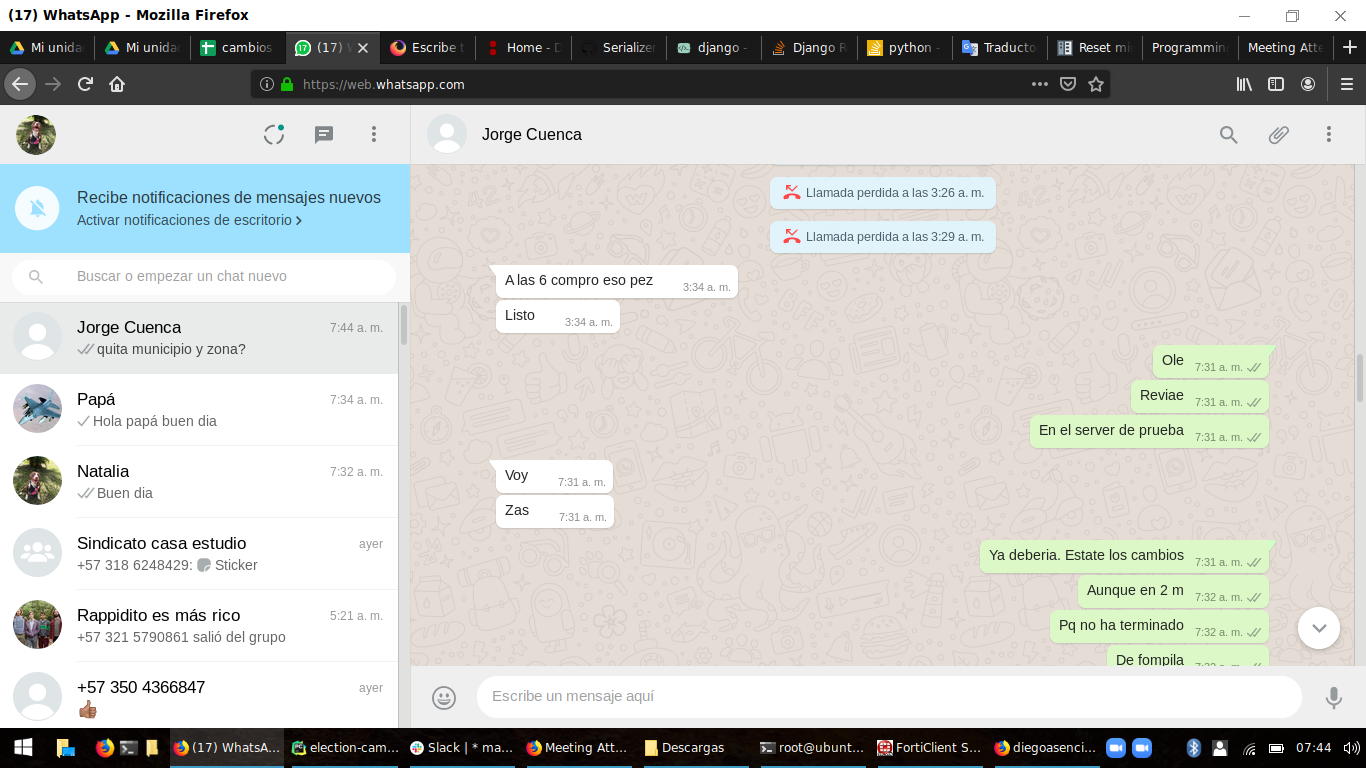 (17) WhatsApp - Mozilla Firefox
Mi unida
Mi unida
cambios
(17) W
Escribe t
Home - D
Serializer
django -
Django R
python -
Traducto
Reset mi
Programmin
Meeting Atte
https://web.whatsapp.com
Jorge Cuenca
Recibe notificaciones de mensajes nuevos
Activar notificaciones de escritorio
Buscar o empezar un chat nuevo
Jorge Cuenca 7:44 a. m.
quita municipio y zona?
Papá 7:34 a. m.
Hola papá buen dia
Natalia 7:32 a. m.
Buen dia
Sindicato casa estudio ayer
+57 318 6248429: Sticker
Rappidito es más rico 5:21 a. m.
+57 321 5790861 salió del grupo
+57 350 4366847 ayer
Llamada perdida a las 3:26 a. m.
Llamada perdida a las 3:29 a. m.
A las 6 compro eso pez 3:34 a. m.
Listo 3:34 a. m.
Ole 7:31 a. m.
Reviae 7:31 a. m.
En el server de prueba 7:31 a. m.
Voy 7:31 a. m.
Zas 7:31 a. m.
Ya deberia. Estate los cambios 7:31 a. m.
Aunque en 2 m 7:32 a. m.
Pq no ha terminado 7:32 a. m.
De fompila 7:32 a. m.
Escribe un mensaje aquí
(17) WhatsA...
election-cam...
Slack | * ma...
Meeting Att...
Descargas
root@ubunt...
FortiClient S...
diegoasenci...
07:44